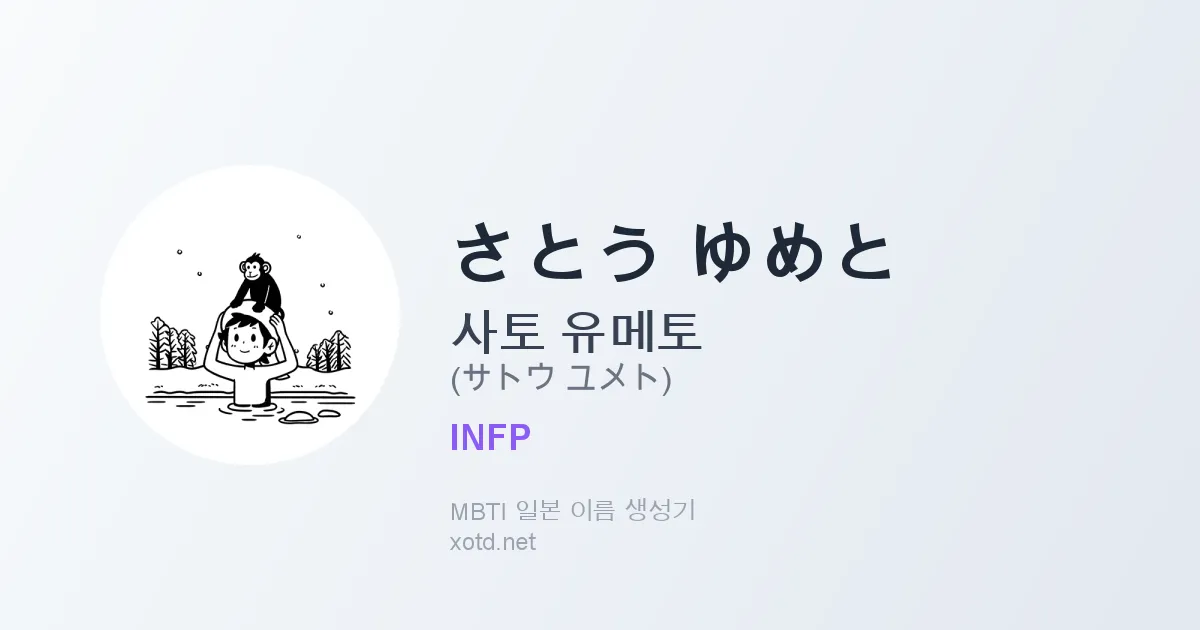 さとう ゆめと
사토 유메토
(サトウ ユメト)
INFP
MBTI 일본 이름 생성기
xotd.net